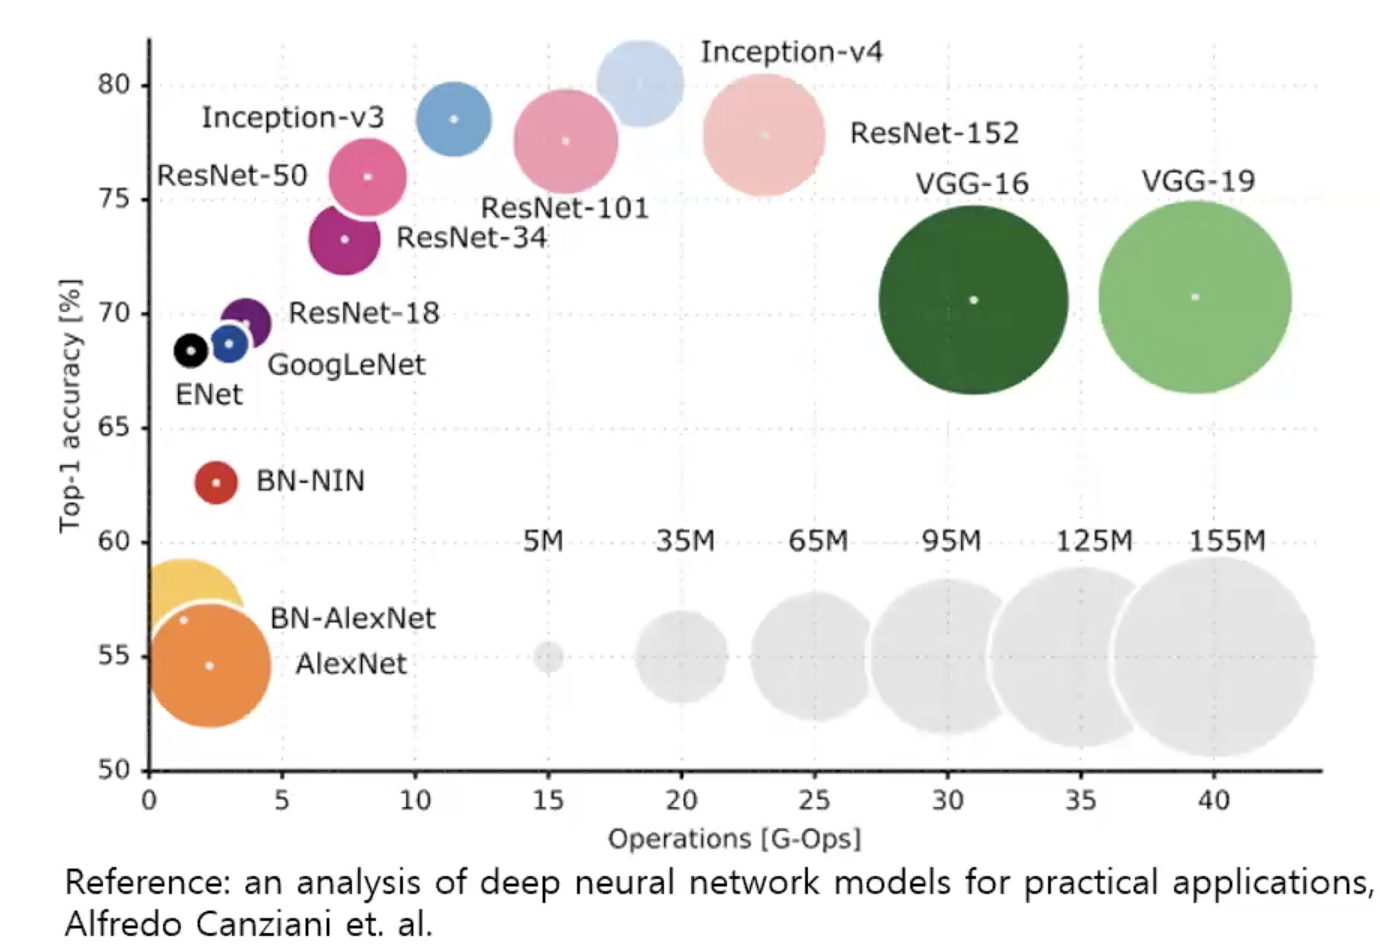 Inception-v4
80
Inception-v3
ResNet-152
ResNet-50
VGG-16
VGG-19
75
ResNet-101
ResNet-34
70
ResNet-18
GoogLeNet
ENet
Top-1 accuracy [%]
65
BN-NIN
60
5M 35M 65M 95M 125M 155M
BN-AlexNet
55
AlexNet
50
0 5 10 15 20 25 30 35 40
Operations [G-Ops]
Reference: an analysis of deep neural network models for practical applications,
Alfredo Canziani et. al.